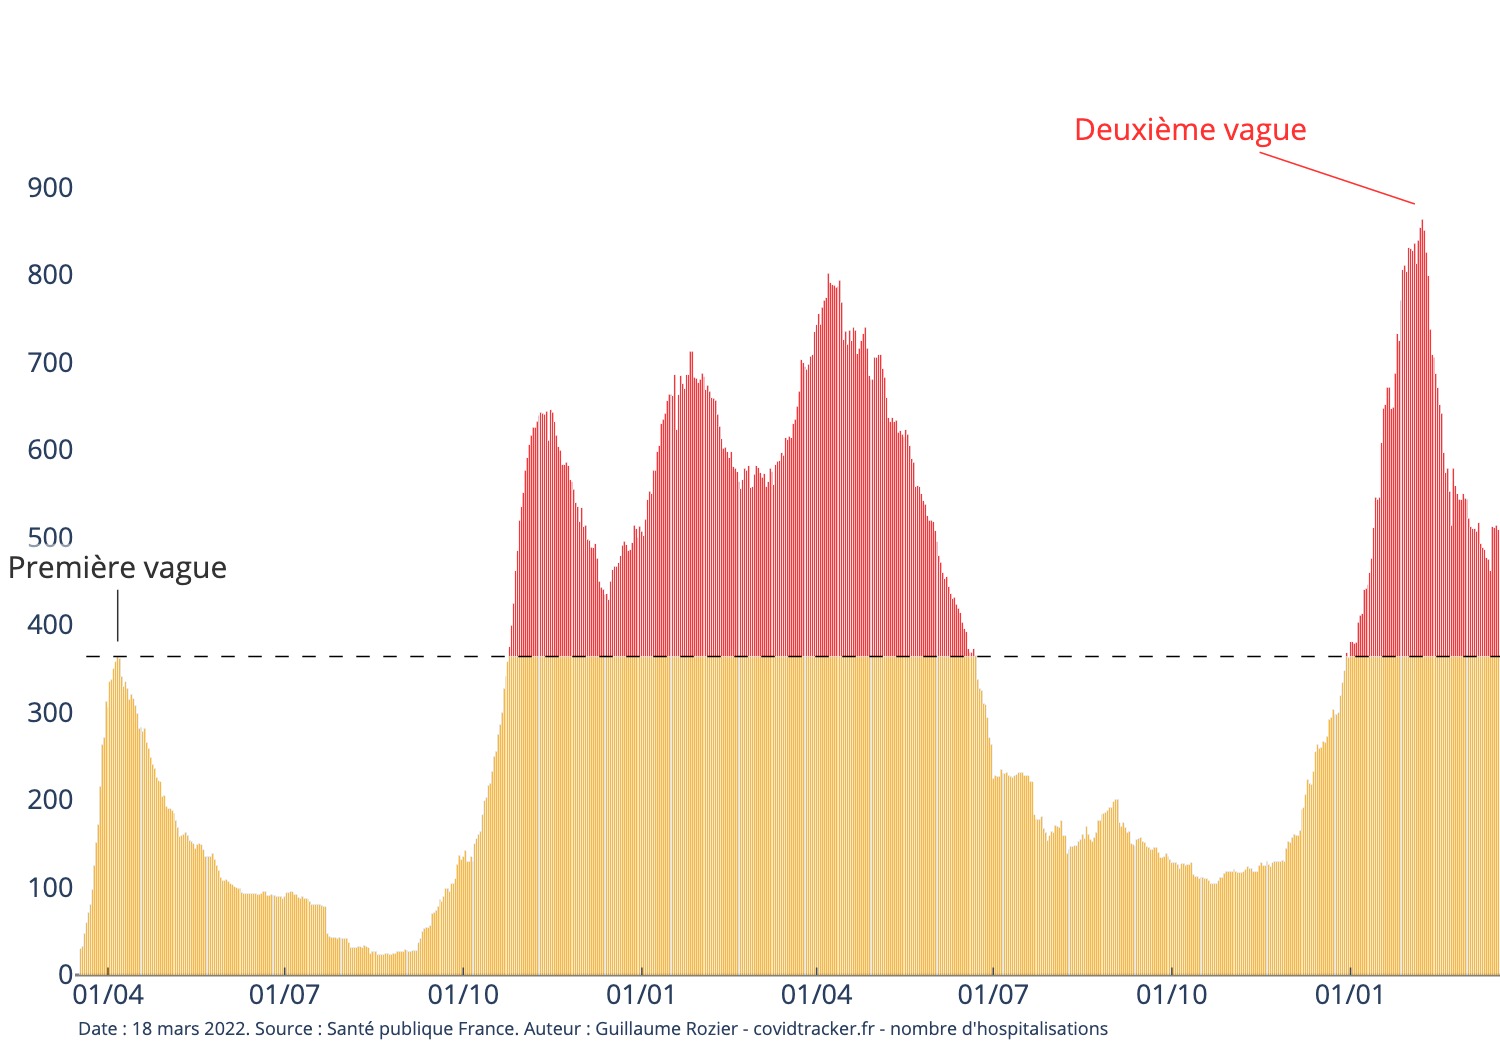 Deuxième vague
900
800
700
600
500
Première vague
400
300
200
100
0
01/04 01/07 01/10 01/01 01/04 01/07 01/10 01/01
Date : 18 mars 2022. Source : Santé publique France. Auteur : Guillaume Rozier - covidtracker.fr - nombre d'hospitalisations